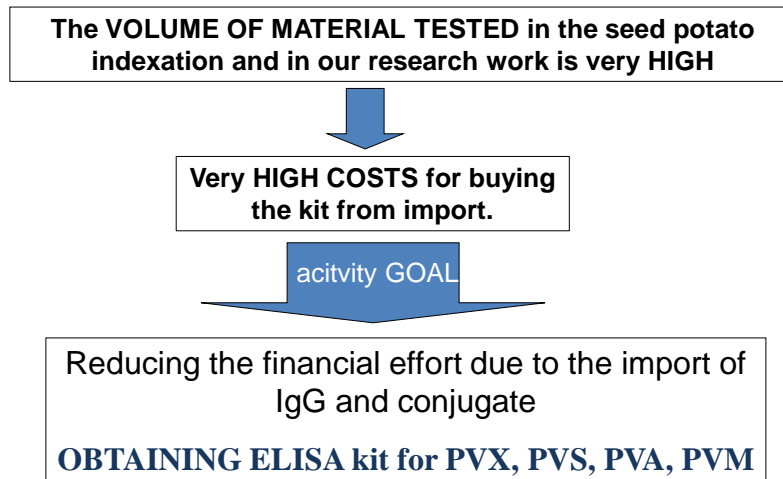 The VOLUME OF MATERIAL TESTED in the seed potato
indexation and in our research work is very HIGH
Very HIGH COSTS for buying
the kit from import.
acitvity GOAL
Reducing the financial effort due to the import of
IgG and conjugate
OBTAINING ELISA kit for PVX, PVS, PVA, PVM